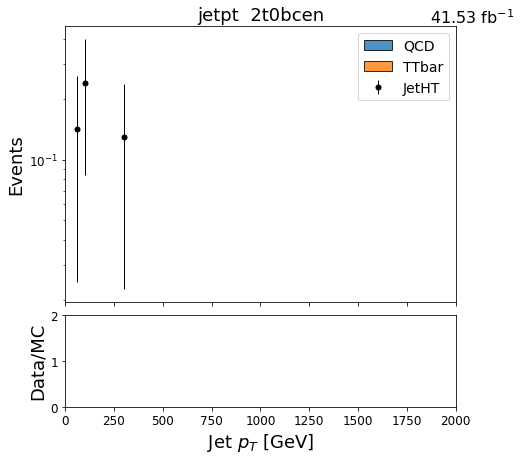 jetpt  2t0bcen
41.53 fb⁻¹
QCD
TTbar
JetHT
Events
10⁻¹
Data/MC
2
1
0
0 250 500 750 1000 1250 1500 1750 2000
Jet p_T [GeV]